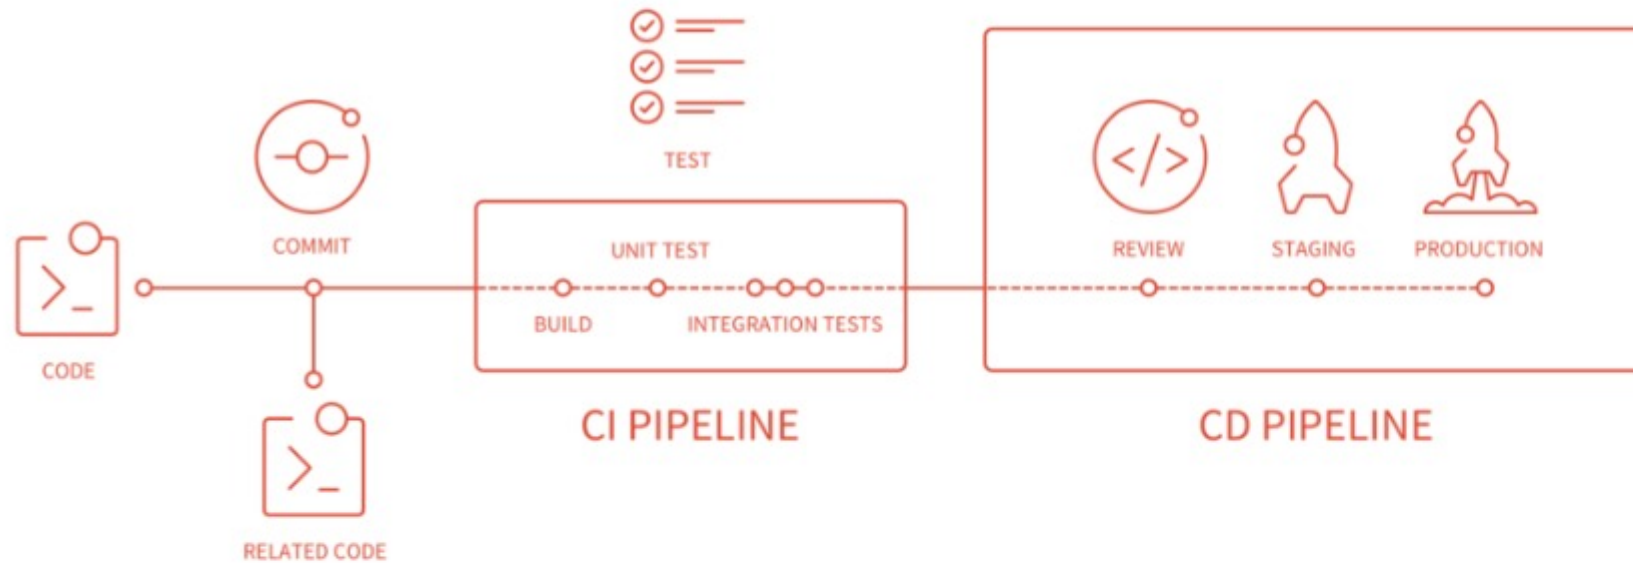 TEST
COMMIT
CODE
RELATED CODE
UNIT TEST
BUILD
INTEGRATION TESTS
CI PIPELINE
REVIEW
STAGING
PRODUCTION
CD PIPELINE